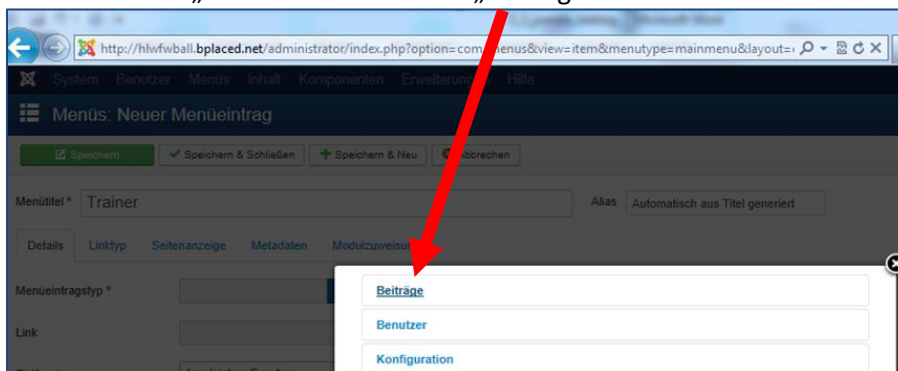 http://hlwfwball.bplaced.net/administrator/index.php?option=com_menus&view=item&menutype=mainmenu&layout=
System Benutzer Menüs Inhalt Komponenten Erweiterungen Hilfe
Menüs: Neuer Menüeintrag
Speichern Speichern & Schließen Speichern & Neu Abbrechen
Menütitel * Trainer Alias Automatisch aus Titel generiert
Details Linktyp Seitenanzeige Metadaten Modulzuweisung
Menüeintragstyp *
Beiträge
Benutzer
Link
Konfiguration